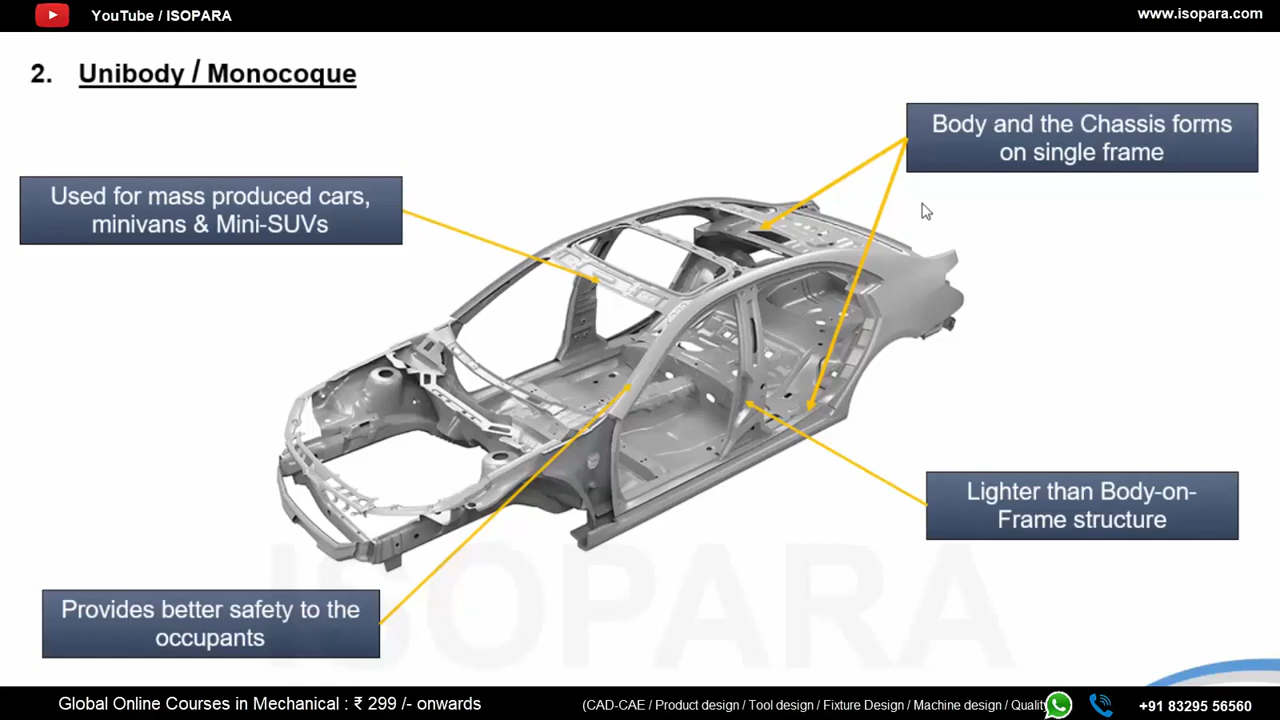 YouTube / ISOPARA
www.isopara.com
2. Unibody / Monocoque
Body and the Chassis forms
on single frame
Used for mass produced cars,
minivans & Mini-SUVs
Lighter than Body-on-
Frame structure
Provides better safety to the
occupants
ISOPARA
Global Online Courses in Mechanical : ₹ 299 /- onwards
(CAD-CAE / Product design / Tool design / Fixture Design / Machine design / Quality
+91 83295 56560